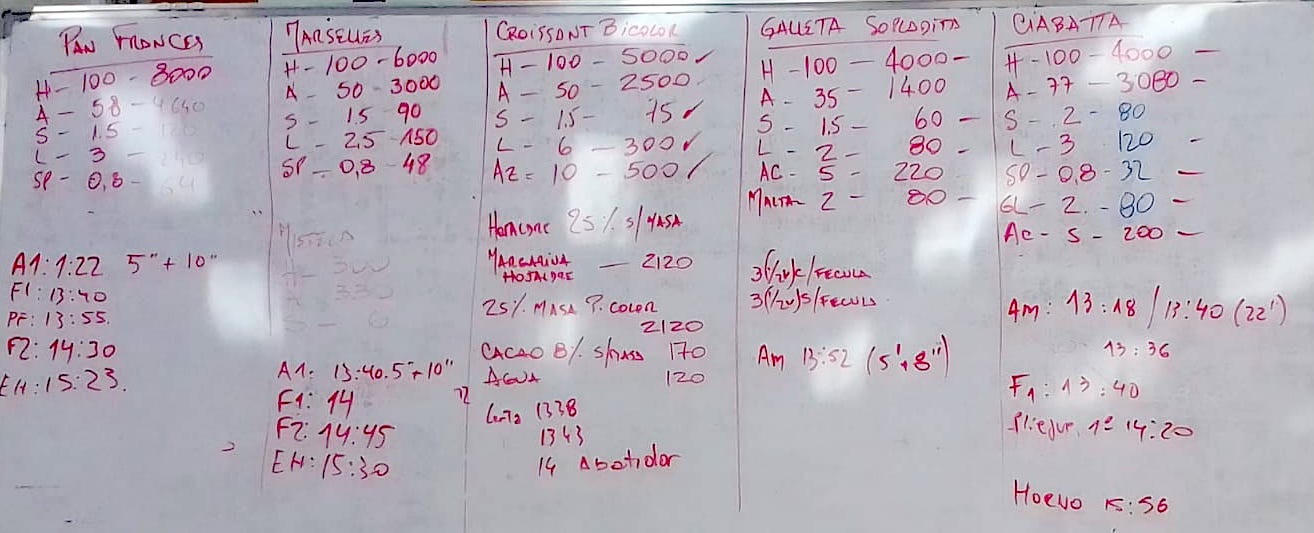 PAN FRANCES
H - 100 - 8000
A - 58 - 4640
S - 1.5 - 120
L - 3 - 240
SP - 0,8 - 64
A1: 1:22 5" + 10"
F1: 13:40
PF: 13:55.
F2: 14:30
EH: 15:23.
MARSELLES
H - 100 - 6000
A - 50 - 3000
S - 1.5 - 90
L - 2,5 - 150
SP - 0,8 - 48
- 300
- 330
S - 6
A1: 13:40. 5" + 10"
F1: 14
F2: 14:45
EH: 15:30
CROISSANT BICOLOR
H - 100 - 5000 ✓
A - 50 - 2500
S - 1.5 - 75 ✓
L - 6 - 300 ✓
AZ = 10 - 500 ✓
HOJALDRE 25% S/MASA
MARGARINA — 2120
HOJALDRE
25% MASA P. COLOR
2120
CACAO 8% S/MASA 170
AGUA 120
1338
1343
14 Abatidor
GALLETA SOPLADITA
H - 100 - 4000 -
A - 35 - 1400
S - 1.5 - 60 -
L - 2 - 80 -
AC - 5 - 220
MALTA 2 - 80 -
3(1/2v)C/FECULA
3(1/2v)S/FECULA
Am 13:52 (5' + 8")
CIABATTA
H - 100 - 4000 -
A - 77 - 3080 -
S - 2 - 80
L - 3 120 -
SP - 0,8 - 32 -
GL - 2. - 80 -
AC - 5 - 200 -
AM: 13:18 / 13:40 (22')
13:36
F1: 13:40
Pliegue 1º 14:20
Horno 15:56